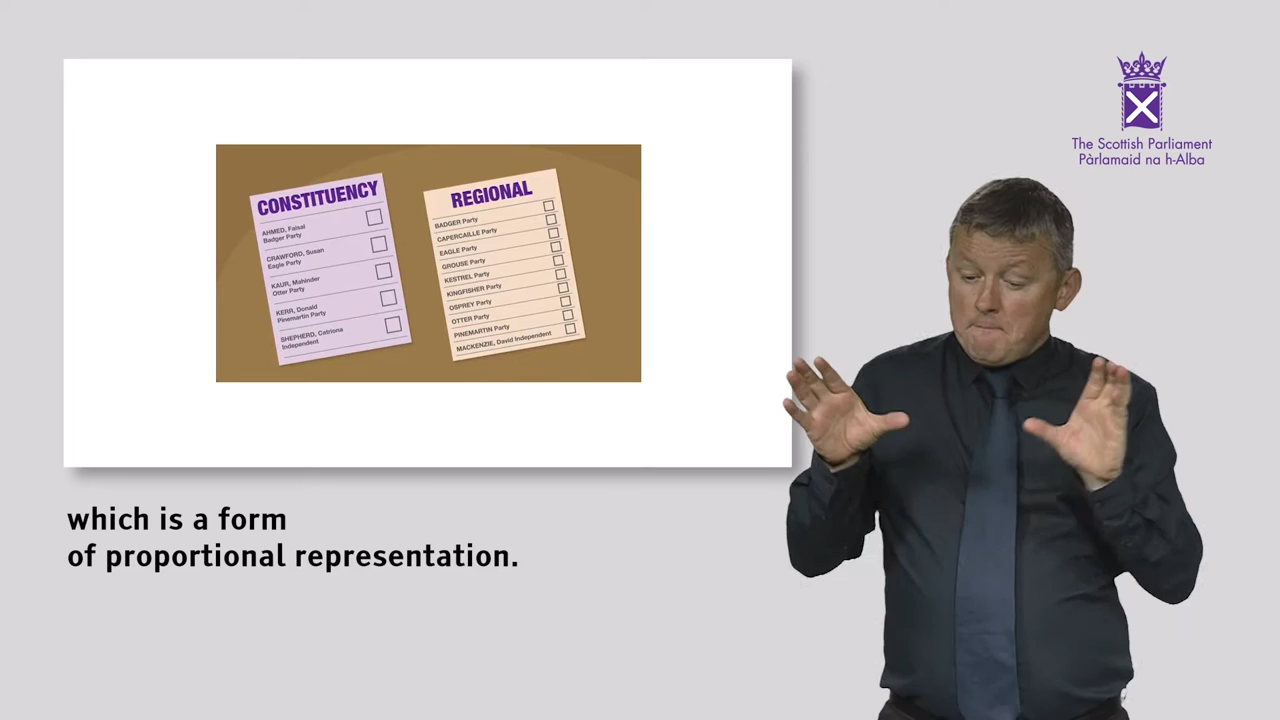 CONSTITUENCY
AHMED, Faisal
Badger Party
CRAWFORD, Susan
Eagle Party
KAUR, Mahinder
Otter Party
KERR, Donald
Pinemartin Party
SHEPHERD, Catriona
Independent
REGIONAL
BADGER Party
CAPERCAILLE Party
EAGLE Party
GROUSE Party
KESTREL Party
KINGFISHER Party
OSPREY Party
OTTER Party
PINEMARTIN Party
MACKENZIE, David Independent
The Scottish Parliament
Pàrlamaid na h-Alba
which is a form
of proportional representation.